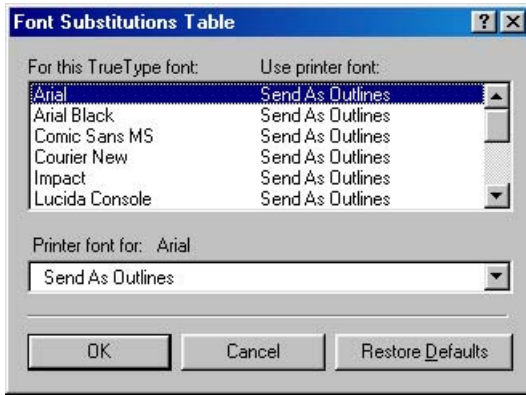 Font Substitutions Table
For this TrueType font: Use printer font:
Arial Send As Outlines
Arial Black Send As Outlines
Comic Sans MS Send As Outlines
Courier New Send As Outlines
Impact Send As Outlines
Lucida Console Send As Outlines
Printer font for: Arial
Send As Outlines
OK Cancel Restore Defaults